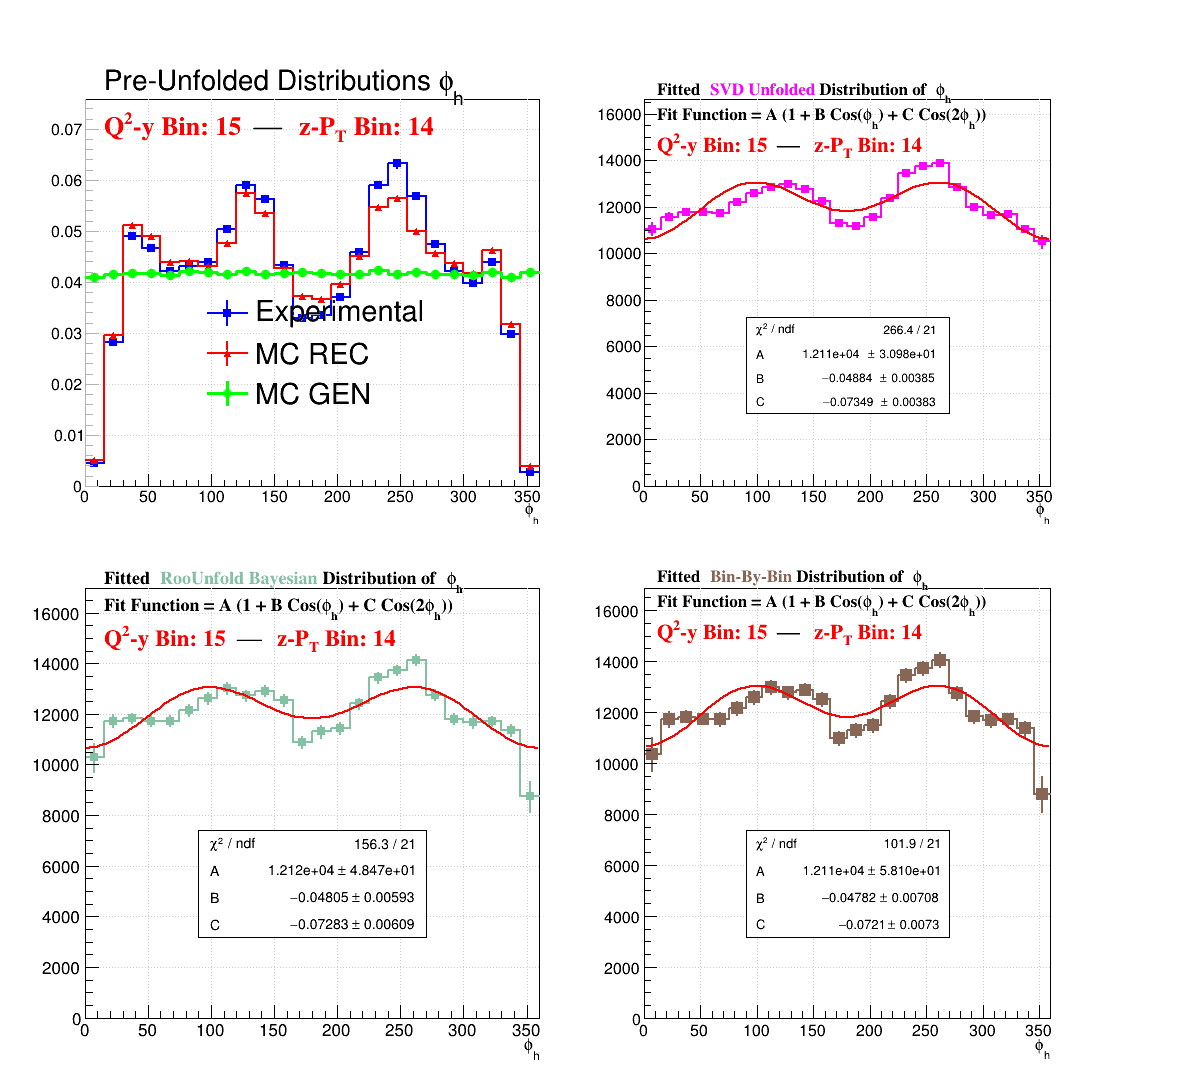 Pre-Unfolded Distributions ϕh
Q2-y Bin: 15 — z-PT Bin: 14
0.07
0.06
0.05
0.04
0.03
0.02
0.01
0
Experimental
MC REC
MC GEN
0 50 100 150 200 250 300 350
ϕh
Fitted SVD Unfolded Distribution of ϕh
Fit Function = A (1 + B Cos(ϕh) + C Cos(2ϕh))
Q2-y Bin: 15 — z-PT Bin: 14
16000
14000
12000
10000
8000
6000
4000
2000
0
χ2 / ndf 266.4 / 21
A 1.211e+04 ± 3.098e+01
B −0.04884 ± 0.00385
C −0.07349 ± 0.00383
0 50 100 150 200 250 300 350
ϕh
Fitted RooUnfold Bayesian Distribution of ϕh
Fit Function = A (1 + B Cos(ϕh) + C Cos(2ϕh))
Q2-y Bin: 15 — z-PT Bin: 14
16000
14000
12000
10000
8000
6000
4000
2000
0
χ2 / ndf 156.3 / 21
A 1.212e+04 ± 4.847e+01
B −0.04805 ± 0.00593
C −0.07283 ± 0.00609
0 50 100 150 200 250 300 350
ϕh
Fitted Bin-By-Bin Distribution of ϕh
Fit Function = A (1 + B Cos(ϕh) + C Cos(2ϕh))
Q2-y Bin: 15 — z-PT Bin: 14
16000
14000
12000
10000
8000
6000
4000
2000
0
χ2 / ndf 101.9 / 21
A 1.211e+04 ± 5.810e+01
B −0.04782 ± 0.00708
C −0.0721 ± 0.0073
0 50 100 150 200 250 300 350
ϕh